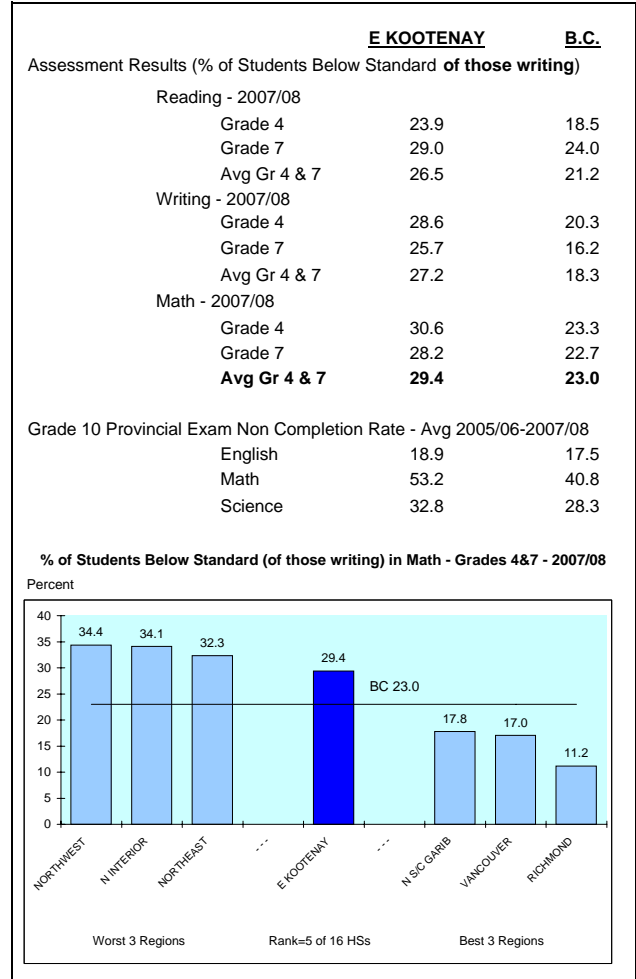 E KOOTENAY B.C.
Assessment Results (% of Students Below Standard of those writing)
Reading - 2007/08
Grade 4 23.9 18.5
Grade 7 29.0 24.0
Avg Gr 4 & 7 26.5 21.2
Writing - 2007/08
Grade 4 28.6 20.3
Grade 7 25.7 16.2
Avg Gr 4 & 7 27.2 18.3
Math - 2007/08
Grade 4 30.6 23.3
Grade 7 28.2 22.7
Avg Gr 4 & 7 29.4 23.0
Grade 10 Provincial Exam Non Completion Rate - Avg 2005/06-2007/08
English 18.9 17.5
Math 53.2 40.8
Science 32.8 28.3
% of Students Below Standard (of those writing) in Math - Grades 4&7 - 2007/08
Percent
40
35
30
25
20
15
10
5
0
34.4 34.1 32.3 29.4 17.8 17.0 11.2
BC 23.0
NORTHWEST N INTERIOR NORTHEAST - - - E KOOTENAY - - - N S/C GARIB VANCOUVER RICHMOND
Worst 3 Regions Rank=5 of 16 HSs Best 3 Regions